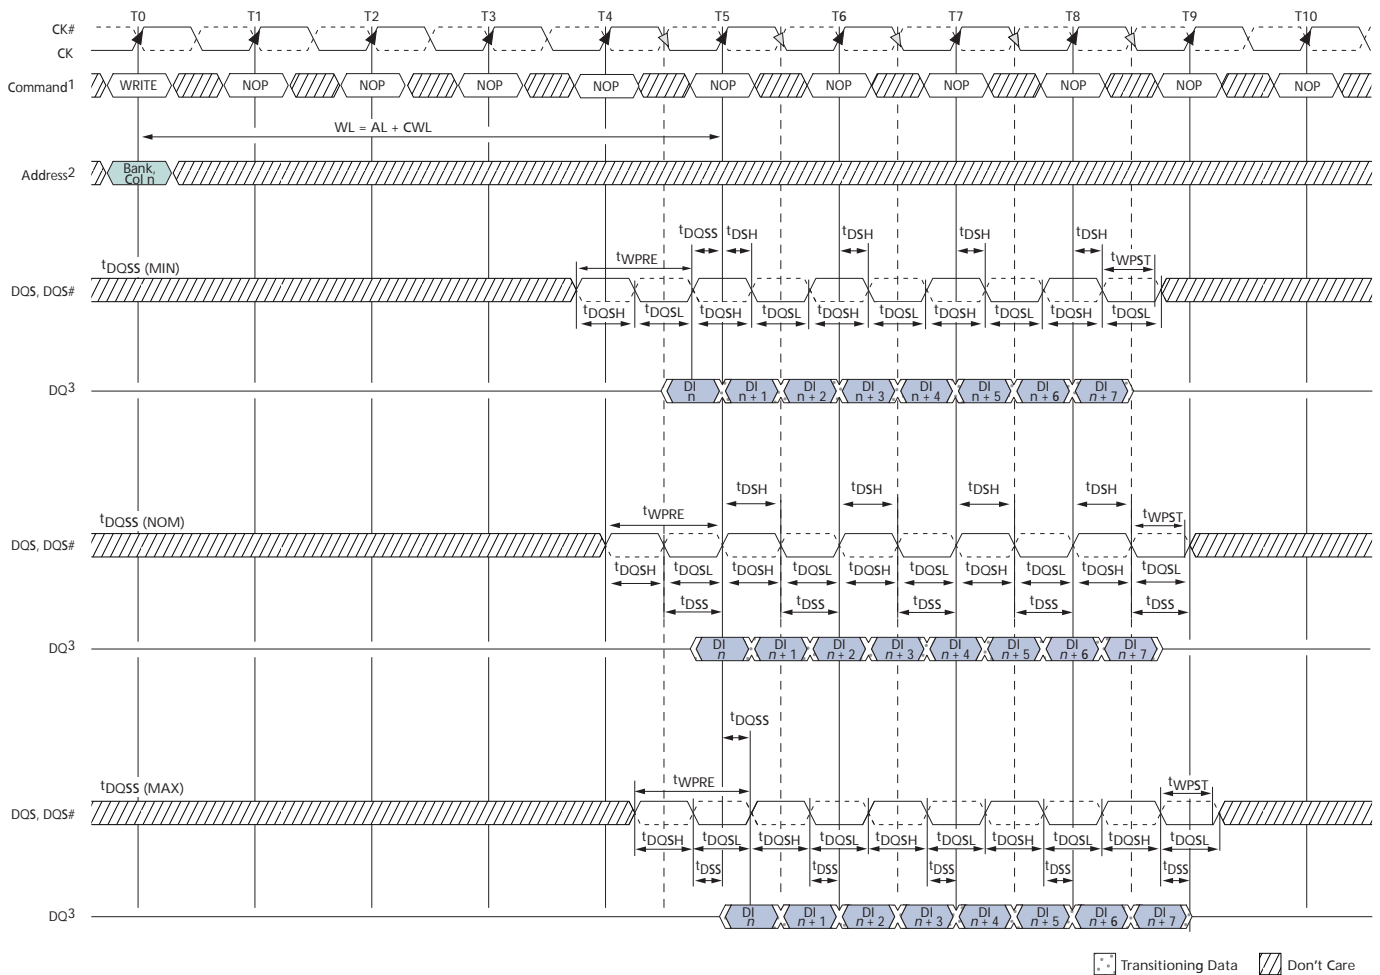 T0 T1 T2 T3 T4 T5 T6 T7 T8 T9 T10
CK#
CK
Command1 WRITE NOP NOP NOP NOP NOP NOP NOP NOP NOP NOP
WL = AL + CWL
Address2 Bank,
Col n
tDQSS tDSH tDSH tDSH tDSH
tDQSS (MIN) tWPRE tWPST
DQS, DQS#
tDQSH tDQSL tDQSH tDQSL tDQSH tDQSL tDQSH tDQSL tDQSH tDQSL
DQ3 DI DI DI DI DI DI DI DI
n n + 1 n + 2 n + 3 n + 4 n + 5 n + 6 n + 7
tDSH tDSH tDSH tDSH
tDQSS (NOM) tWPRE tWPST
DQS, DQS#
tDQSH tDQSL tDQSH tDQSL tDQSH tDQSL tDQSH tDQSL tDQSH tDQSL
tDSS tDSS tDSS tDSS tDSS
DQ3 DI DI DI DI DI DI DI DI
n n + 1 n + 2 n + 3 n + 4 n + 5 n + 6 n + 7
tDQSS
tDQSS (MAX) tWPRE tWPST
DQS, DQS#
tDQSH tDQSL tDQSH tDQSL tDQSH tDQSL tDQSH tDQSL tDQSH tDQSL
tDSS tDSS tDSS tDSS tDSS
DQ3 DI DI DI DI DI DI DI DI
n n + 1 n + 2 n + 3 n + 4 n + 5 n + 6 n + 7
Transitioning Data Don't Care